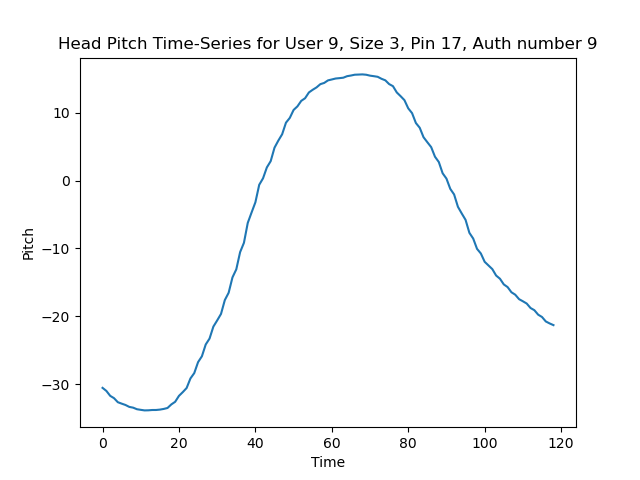 Head Pitch Time-Series for User 9, Size 3, Pin 17, Auth number 9
10
0
−10
−20
−30
Pitch
0 20 40 60 80 100 120
Time